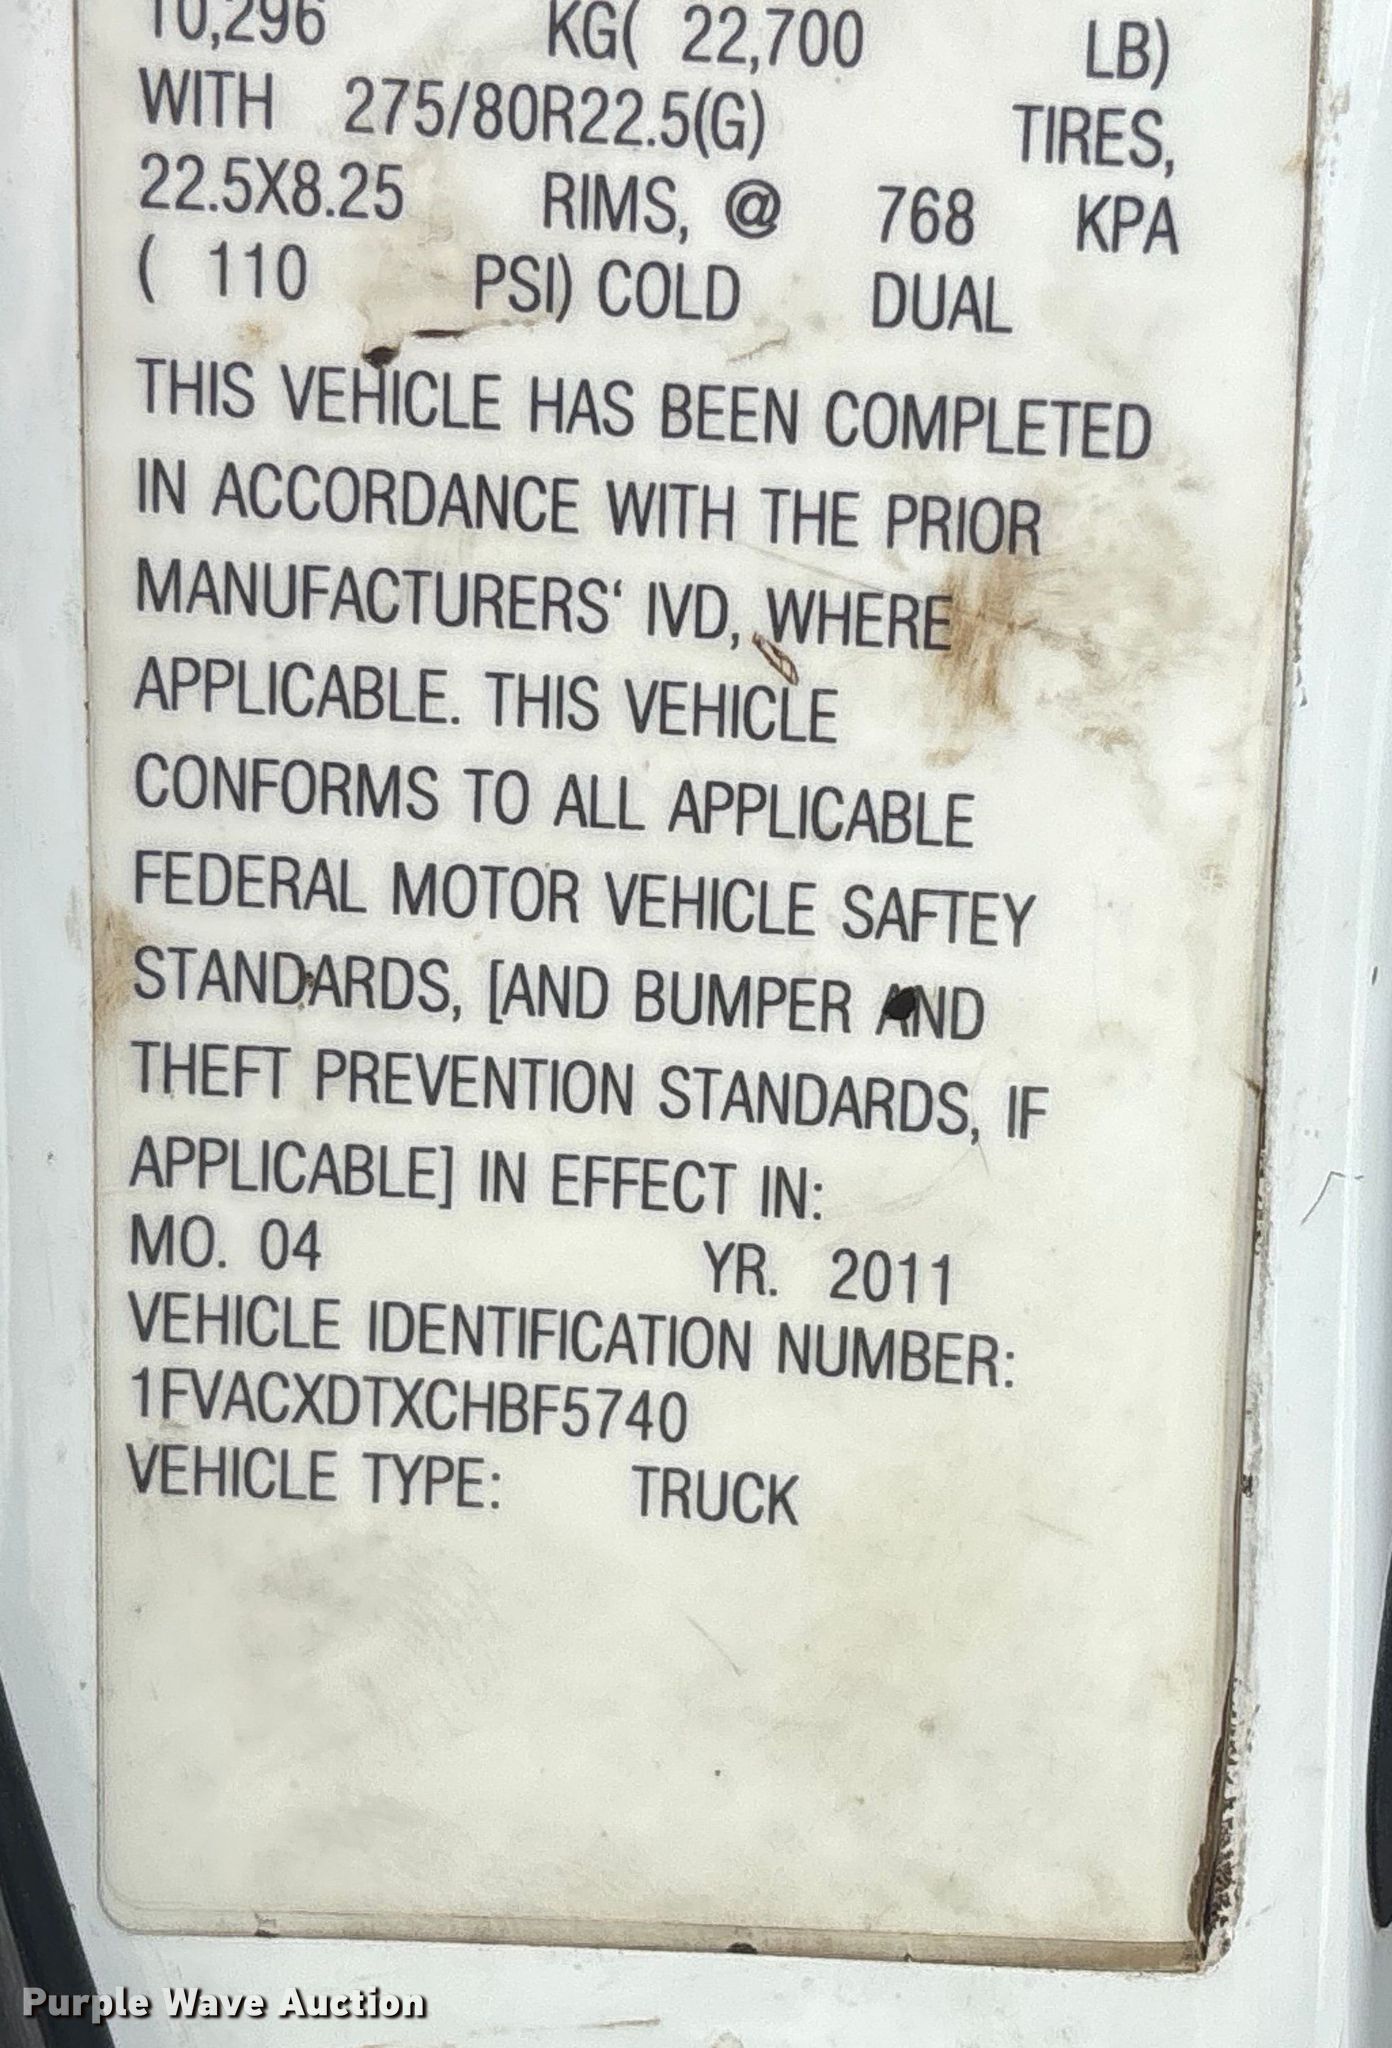 10,296 KG( 22,700 LB)
WITH 275/80R22.5(G) TIRES,
22.5X8.25 RIMS, @ 768 KPA
( 110 PSI) COLD DUAL
THIS VEHICLE HAS BEEN COMPLETED
IN ACCORDANCE WITH THE PRIOR
MANUFACTURERS‘ IVD, WHERE
APPLICABLE. THIS VEHICLE
CONFORMS TO ALL APPLICABLE
FEDERAL MOTOR VEHICLE SAFTEY
STANDARDS, [AND BUMPER AND
THEFT PREVENTION STANDARDS, IF
APPLICABLE] IN EFFECT IN:
MO. 04 YR. 2011
VEHICLE IDENTIFICATION NUMBER:
1FVACXDTXCHBF5740
VEHICLE TYPE: TRUCK
Purple Wave Auction